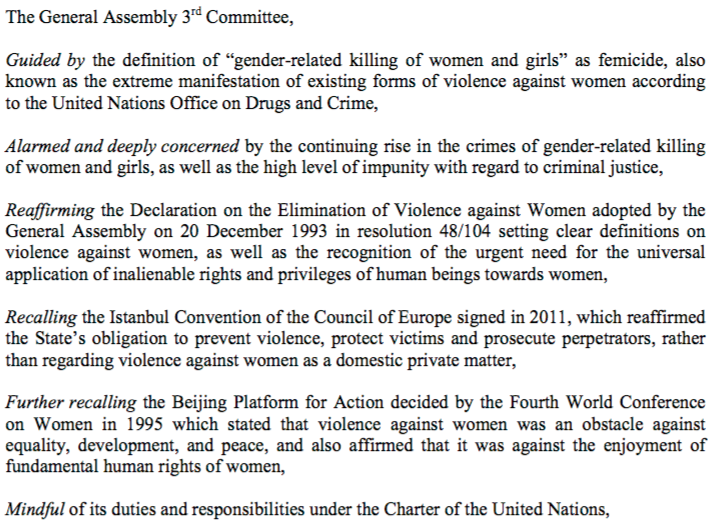 The General Assembly 3rd Committee,
Guided by the definition of “gender-related killing of women and girls” as femicide, also
known as the extreme manifestation of existing forms of violence against women according
to the United Nations Office on Drugs and Crime,
Alarmed and deeply concerned by the continuing rise in the crimes of gender-related killing
of women and girls, as well as the high level of impunity with regard to criminal justice,
Reaffirming the Declaration on the Elimination of Violence against Women adopted by the
General Assembly on 20 December 1993 in resolution 48/104 setting clear definitions on
violence against women, as well as the recognition of the urgent need for the universal
application of inalienable rights and privileges of human beings towards women,
Recalling the Istanbul Convention of the Council of Europe signed in 2011, which reaffirmed
the State’s obligation to prevent violence, protect victims and prosecute perpetrators, rather
than regarding violence against women as a domestic private matter,
Further recalling the Beijing Platform for Action decided by the Fourth World Conference
on Women in 1995 which stated that violence against women was an obstacle against
equality, development, and peace, and also affirmed that it was against the enjoyment of
fundamental human rights of women,
Mindful of its duties and responsibilities under the Charter of the United Nations,